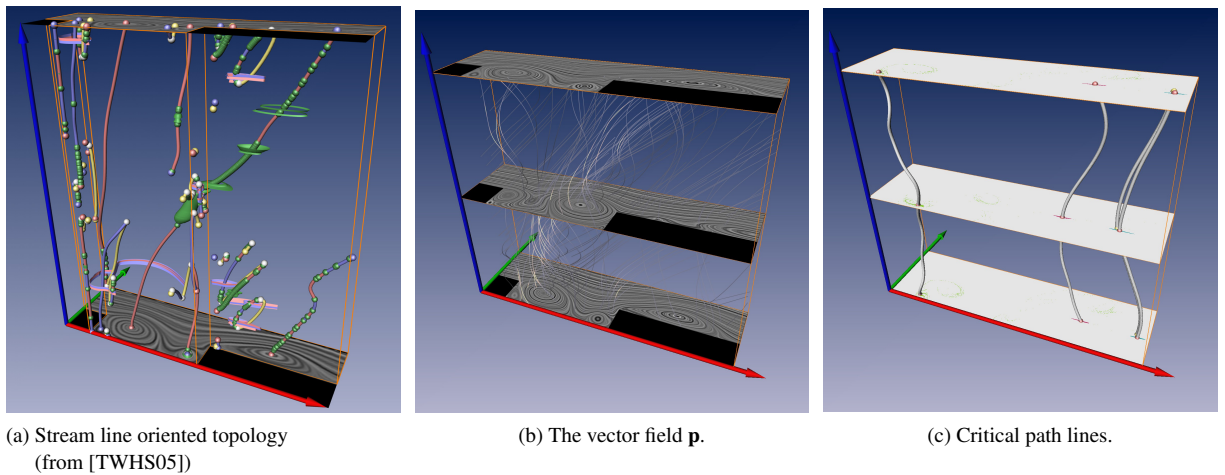 (a) Stream line oriented topology
(from [TWHS05])
(b) The vector field p.
(c) Critical path lines.